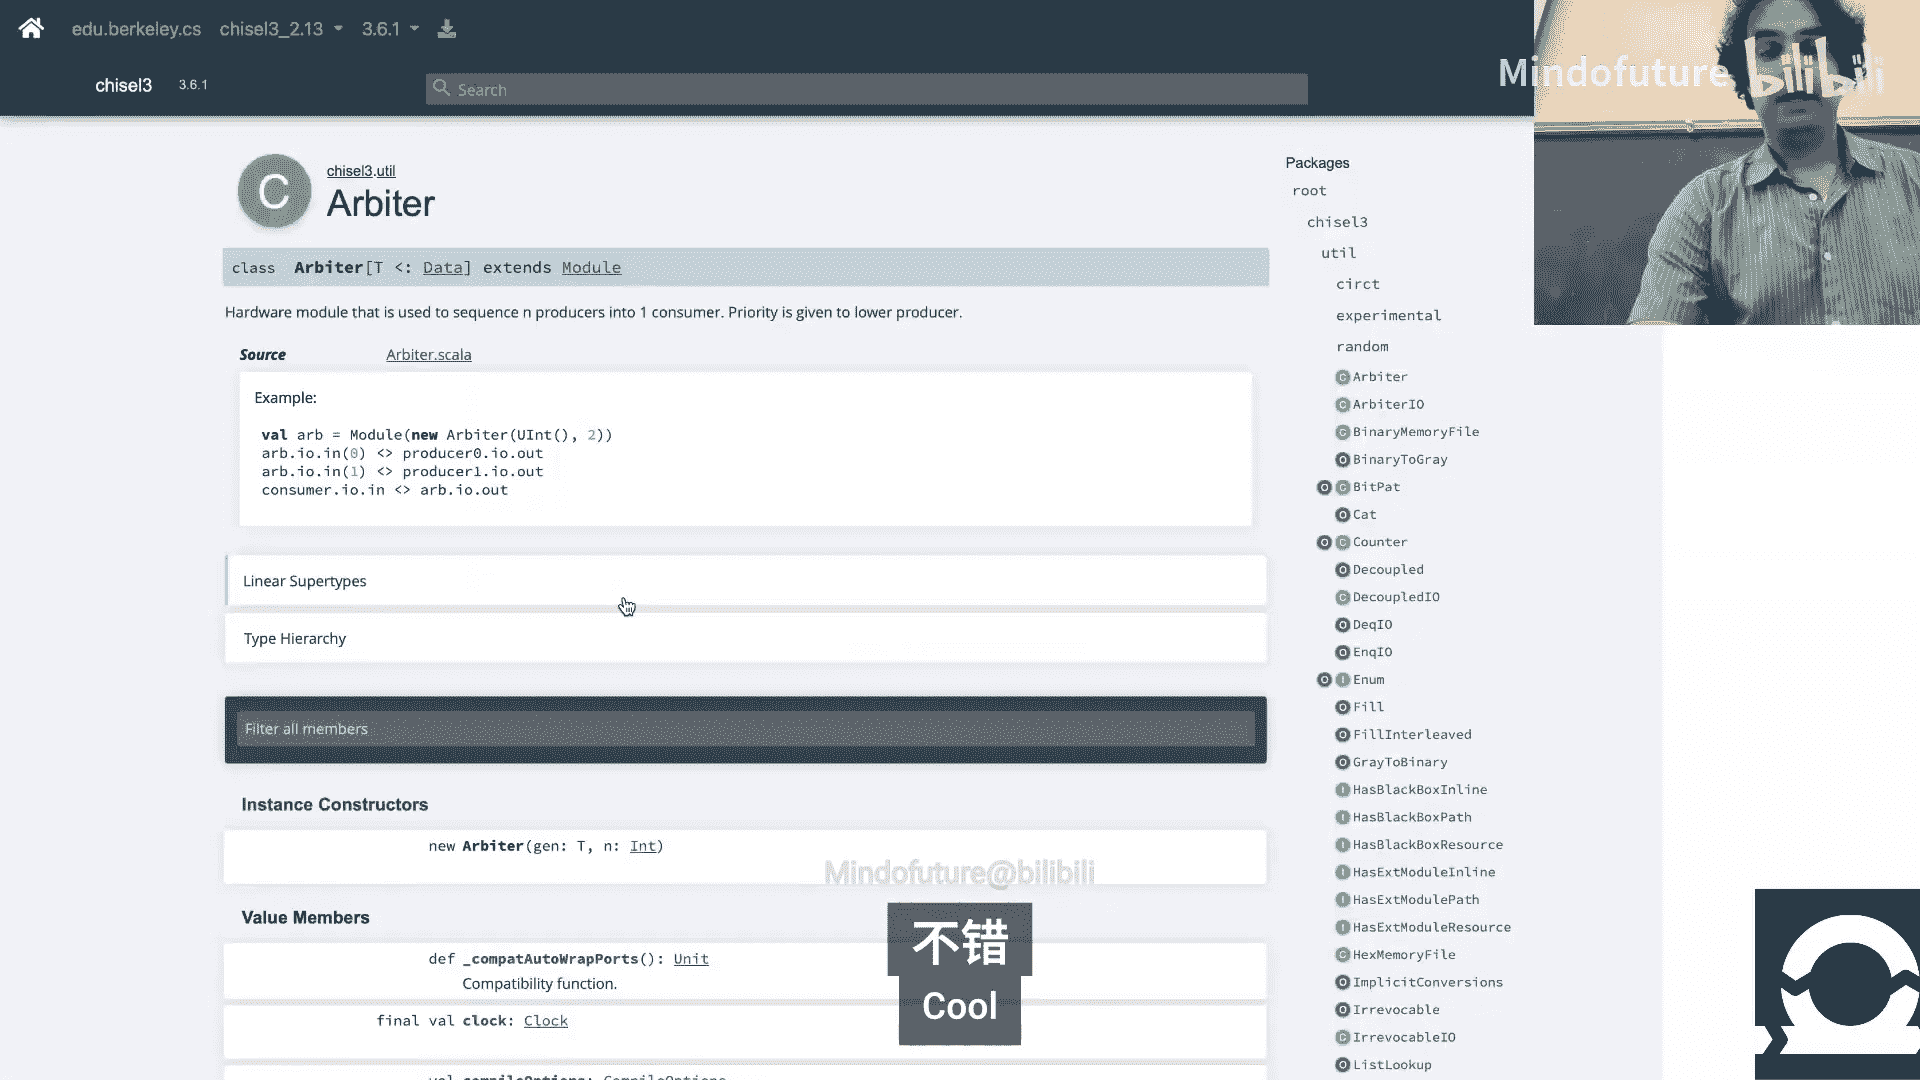 edu.berkeley.cs chisel3_2.13 3.6.1
chisel3 3.6.1
Search
Mindofuture bilibili
chisel3.util
Arbiter
C
class Arbiter[T <: Data] extends Module
Hardware module that is used to sequence n producers into 1 consumer. Priority is given to lower producer.
Source Arbiter.scala
Example:
val arb = Module(new Arbiter(UInt(), 2))
arb.io.in(0) <> producer0.io.out
arb.io.in(1) <> producer1.io.out
consumer.io.in <> arb.io.out
Linear Supertypes
Type Hierarchy
Filter all members
Instance Constructors
new Arbiter(gen: T, n: Int)
Value Members
def _compatAutoWrapPorts(): Unit
Compatibility function.
final val clock: Clock
val compileOptions: CompileOptions
Packages
root
chisel3
util
circt
experimental
random
C Arbiter
C ArbiterIO
C BinaryMemoryFile
O BinaryToGray
O C BitPat
O Cat
O C Counter
O Decoupled
C DecoupledIO
O DeqIO
O EnqIO
O I Enum
O Fill
O FillInterleaved
O GrayToBinary
I HasBlackBoxInline
I HasBlackBoxPath
I HasBlackBoxResource
I HasExtModuleInline
I HasExtModulePath
I HasExtModuleResource
C HexMemoryFile
O ImplicitConversions
O Irrevocable
C IrrevocableIO
O ListLookup
Mindofuture@bilibili
不错
Cool